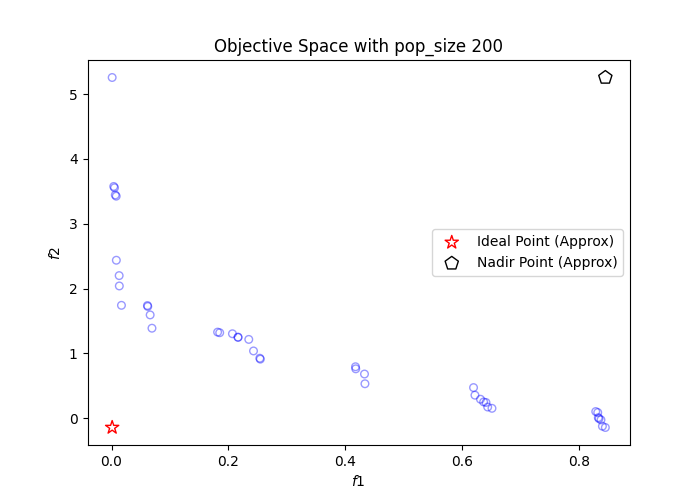 Objective Space with pop_size 200
5
4
3
2
1
0
f2
Ideal Point (Approx)
Nadir Point (Approx)
0.0 0.2 0.4 0.6 0.8
f1